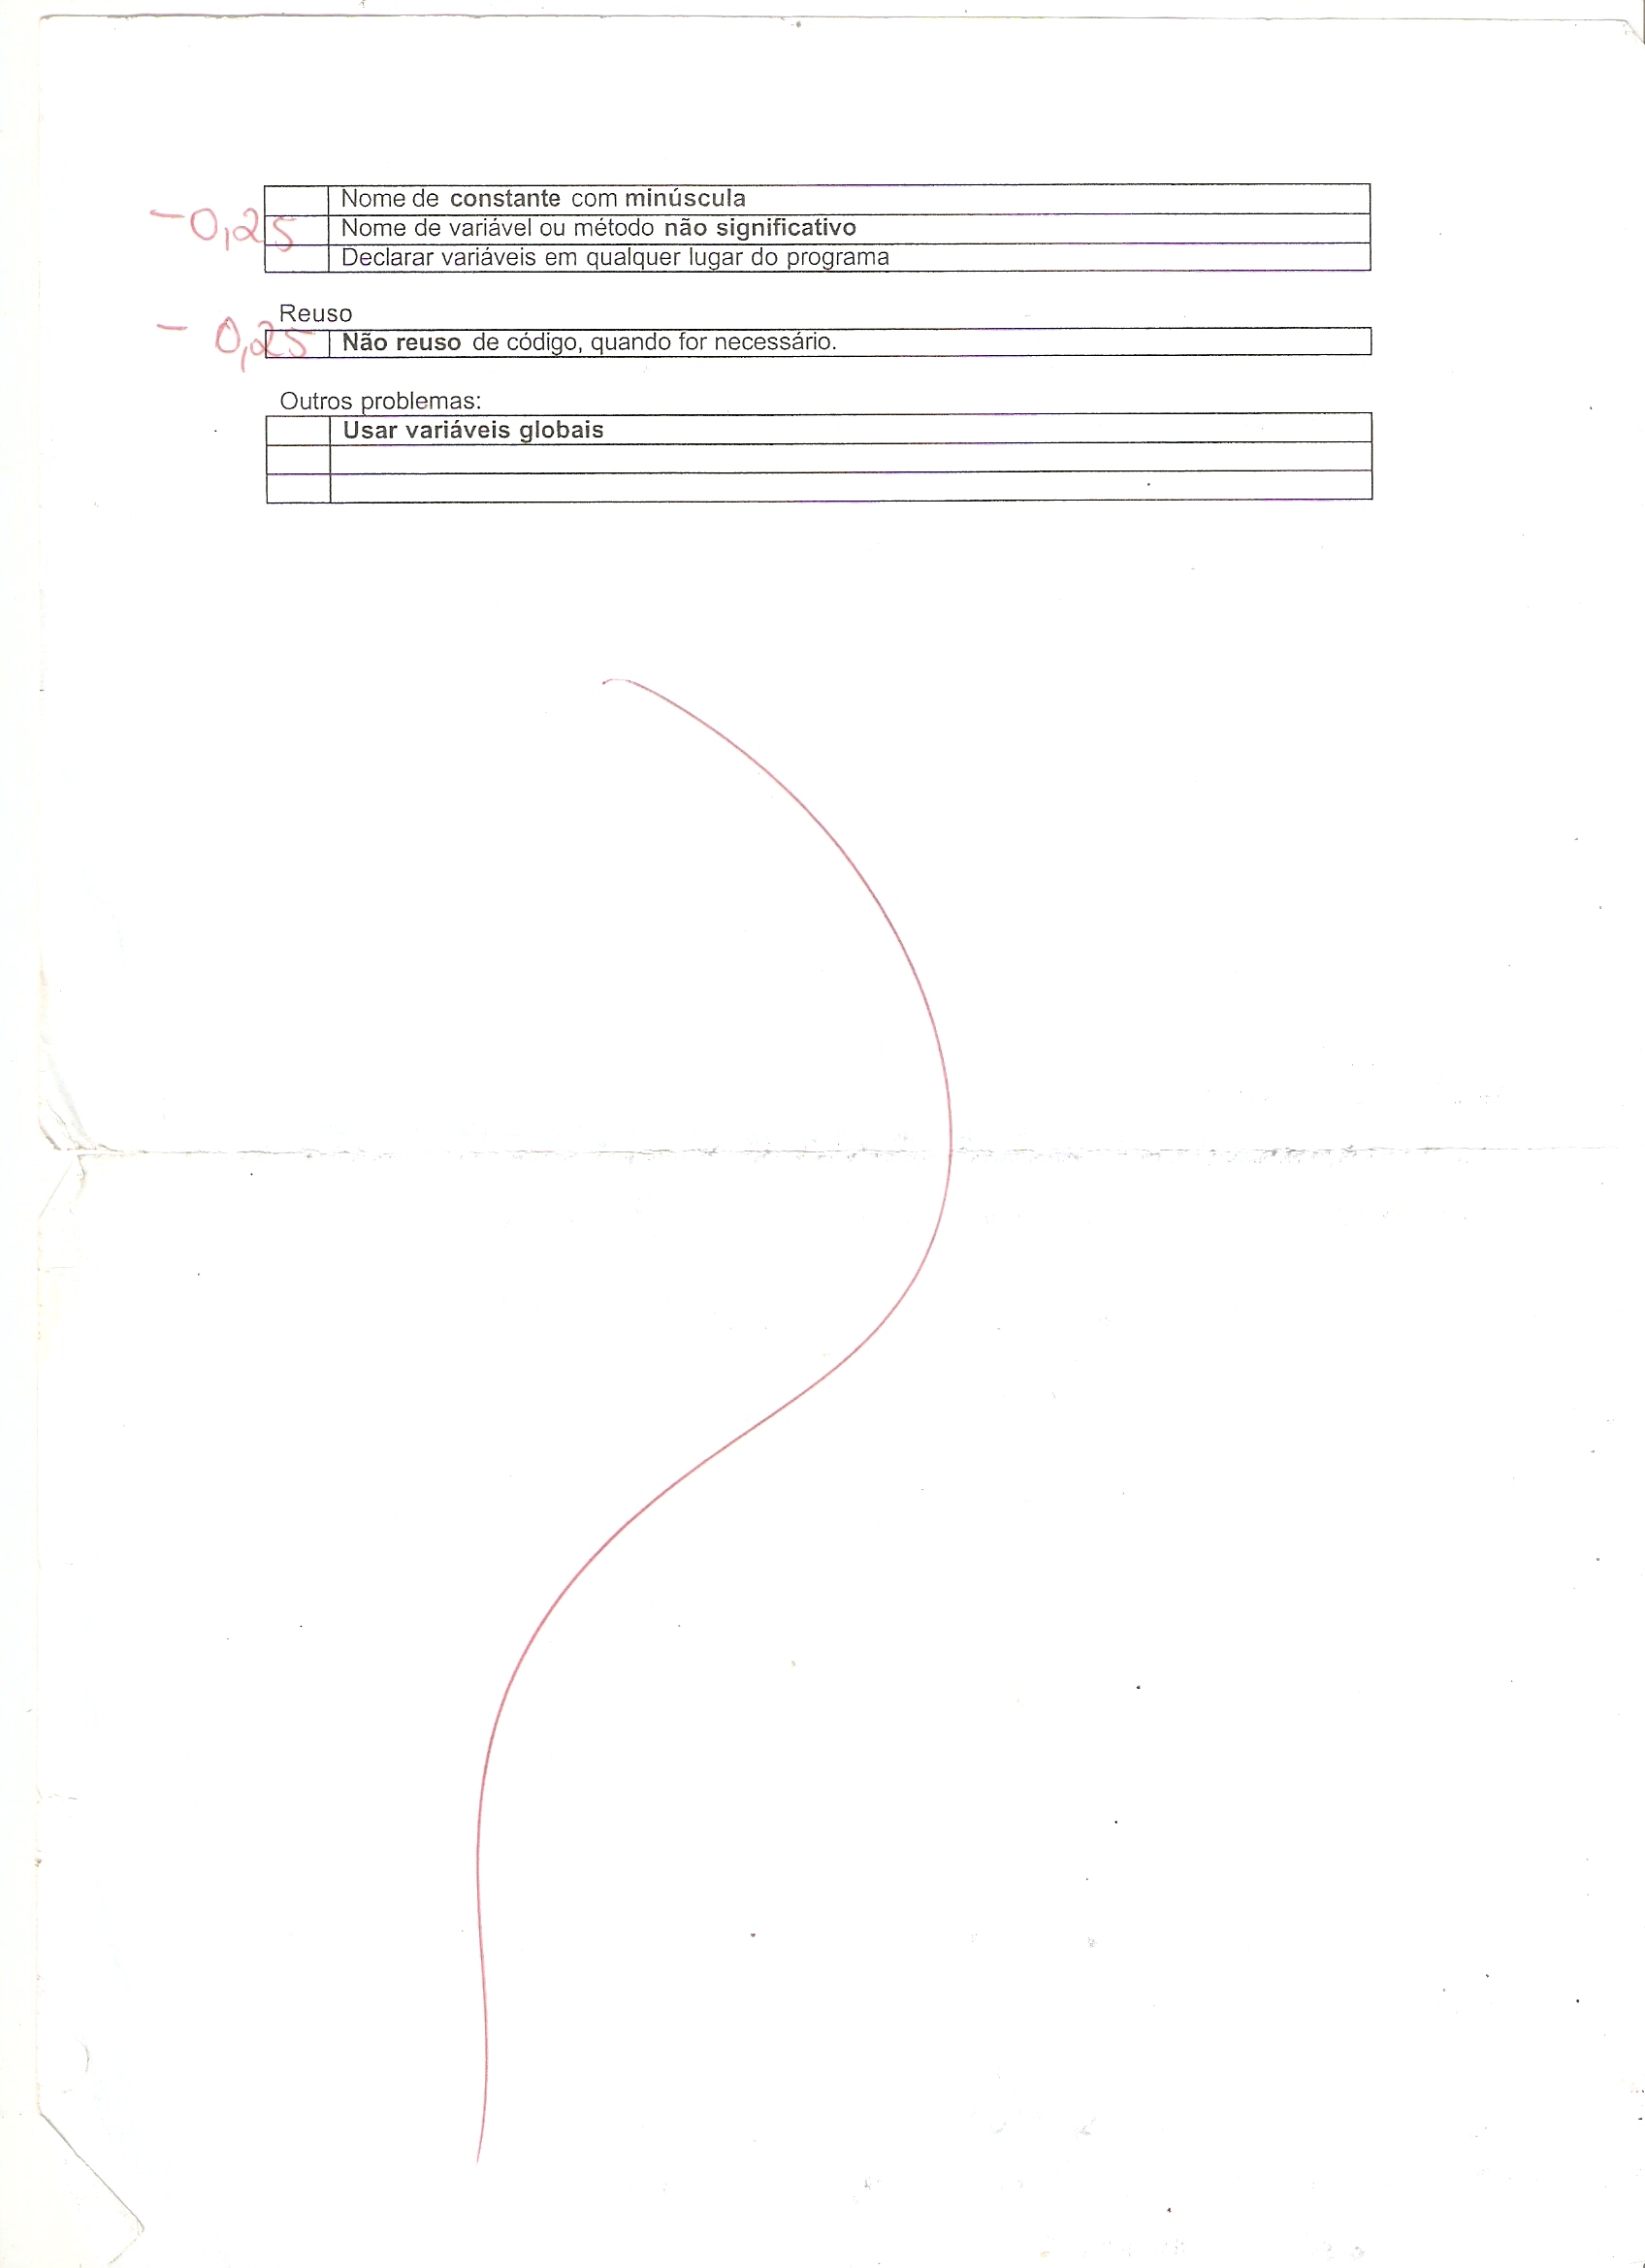 Nome de constante com minúscula
-0,25 Nome de variável ou método não significativo
Declarar variáveis em qualquer lugar do programa
Reuso
- 0,25 Não reuso de código, quando for necessário.
Outros problemas:
Usar variáveis globais